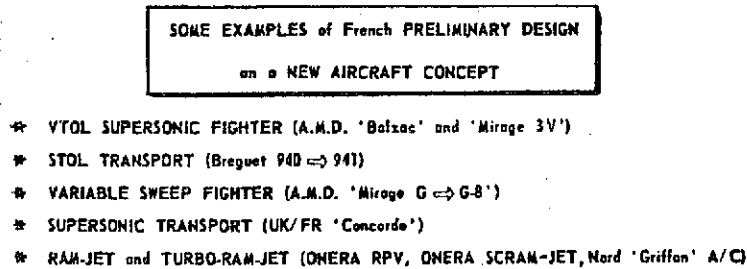 SOME EXAMPLES of French PRELIMINARY DESIGN
on a NEW AIRCRAFT CONCEPT
* VTOL SUPERSONIC FIGHTER (A.M.D. 'Balzac' and 'Mirage 3V')
* STOL TRANSPORT (Breguet 940 ⇨ 941)
* VARIABLE SWEEP FIGHTER (A.M.D. 'Mirage G ⇨ G-8')
* SUPERSONIC TRANSPORT (UK/FR 'Concorde')
* RAM-JET and TURBO-RAM-JET (ONERA RPV, ONERA SCRAM-JET, Nord 'Griffon' A/C)